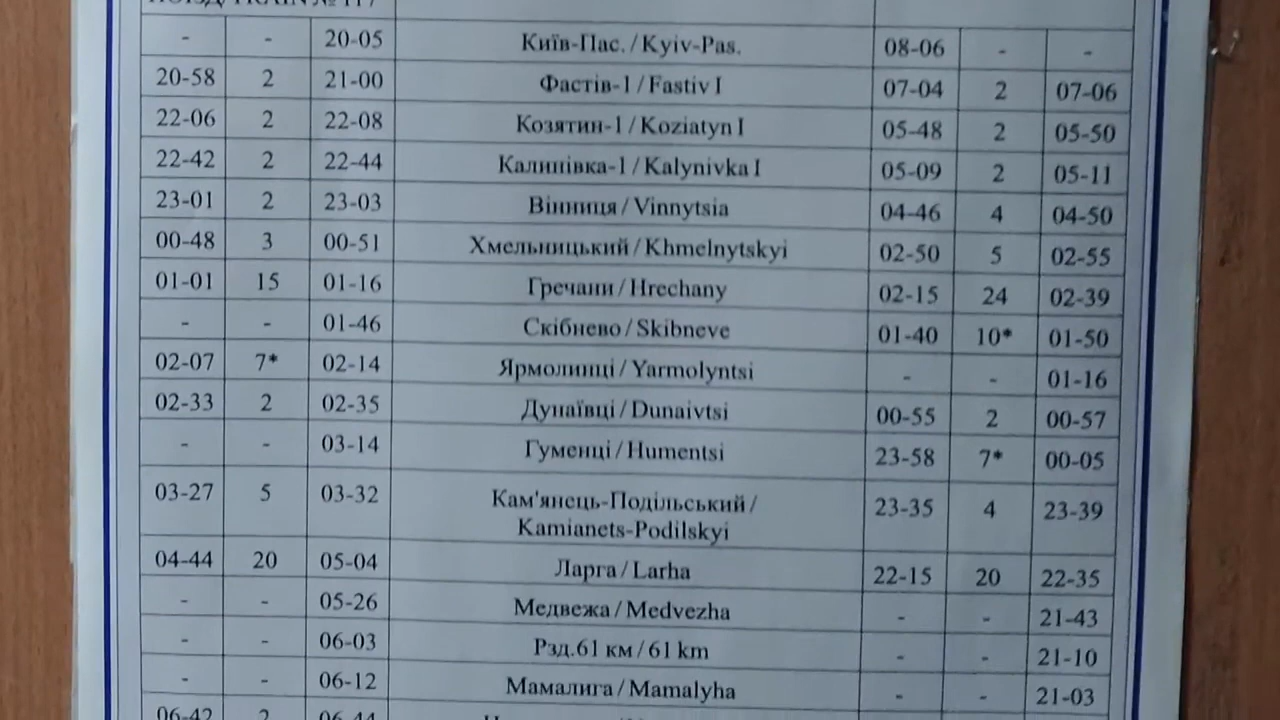 20-05 Київ-Пас. / Kyiv-Pas. 08-06 - -
20-58 2 21-00 Фастів-1 / Fastiv I 07-04 2 07-06
22-06 2 22-08 Козятин-1 / Koziatyn I 05-48 2 05-50
22-42 2 22-44 Калинівка-1 / Kalynivka I 05-09 2 05-11
23-01 2 23-03 Вінниця / Vinnytsia 04-46 4 04-50
00-48 3 00-51 Хмельницький / Khmelnytskyi 02-50 5 02-55
01-01 15 01-16 Гречани / Hrechany 02-15 24 02-39
- - 01-46 Скібнево / Skibneve 01-40 10* 01-50
02-07 7* 02-14 Ярмолинці / Yarmolyntsi - - 01-16
02-33 2 02-35 Дунаївці / Dunaivtsi 00-55 2 00-57
- - 03-14 Гуменці / Humentsi 23-58 7* 00-05
03-27 5 03-32 Кам'янець-Подільський / 23-35 4 23-39
Kamianets-Podilskyi
04-44 20 05-04 Ларга / Larha 22-15 20 22-35
- - 05-26 Медвежа / Medvezha - - 21-43
- - 06-03 Рзд.61 км / 61 km - - 21-10
- - 06-12 Мамалига / Mamalyha - - 21-03
06-42 2 06-44